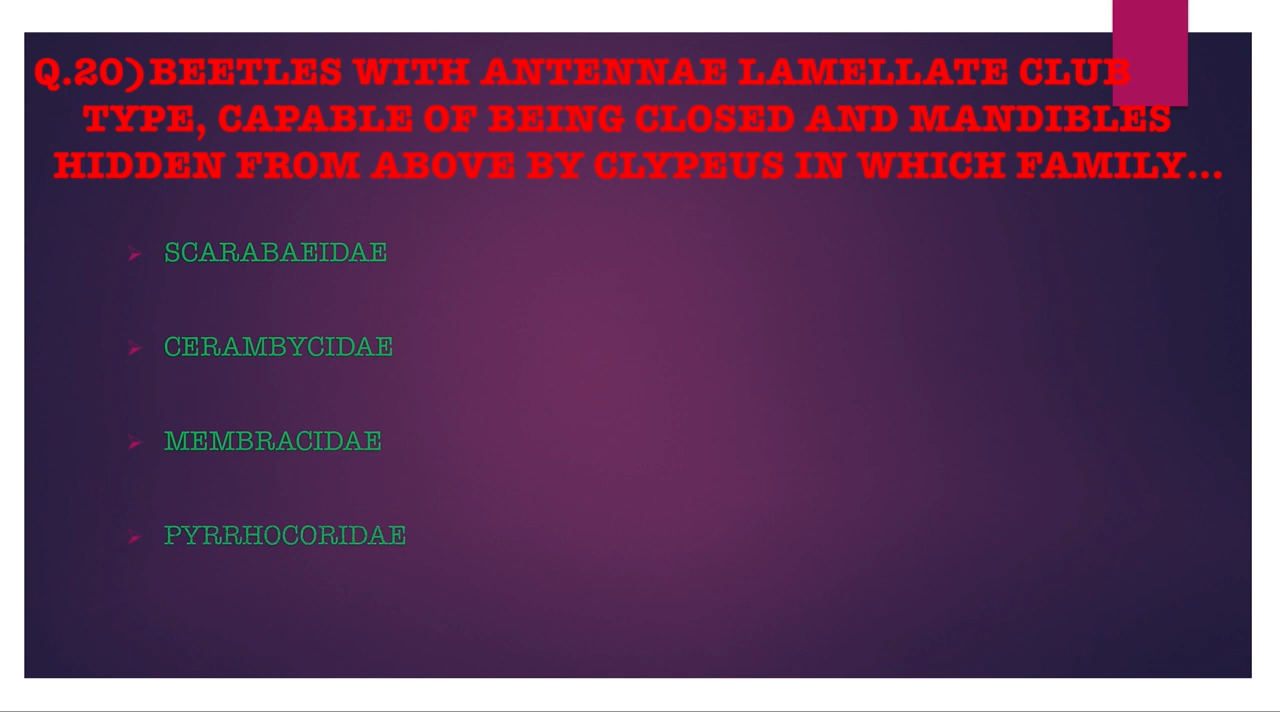 Q.20) BEETLES WITH ANTENNAE LAMELLATE CLUB
TYPE, CAPABLE OF BEING CLOSED AND MANDIBLES
HIDDEN FROM ABOVE BY CLYPEUS IN WHICH FAMILY...
SCARABAEIDAE
CERAMBYCIDAE
MEMBRACIDAE
PYRRHOCORIDAE